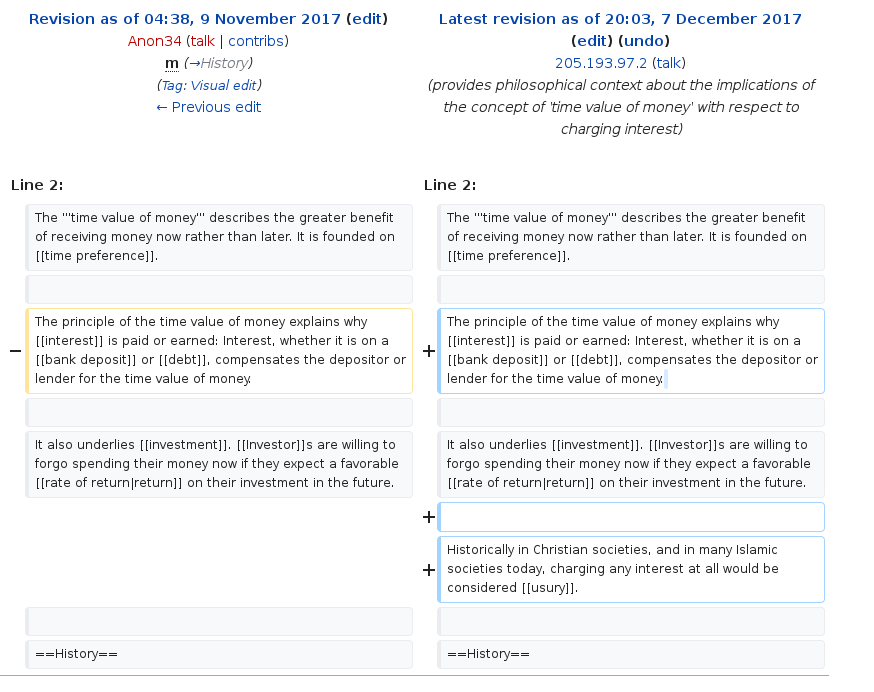 Revision as of 04:38, 9 November 2017 (edit)
Anon34 (talk | contribs)
m (→History)
(Tag: Visual edit)
← Previous edit
Latest revision as of 20:03, 7 December 2017
(edit) (undo)
205.193.97.2 (talk)
(provides philosophical context about the implications of
the concept of 'time value of money' with respect to
charging interest)
Line 2:
Line 2:
The '''time value of money''' describes the greater benefit
of receiving money now rather than later. It is founded on
[[time preference]].
The '''time value of money''' describes the greater benefit
of receiving money now rather than later. It is founded on
[[time preference]].
−
The principle of the time value of money explains why
[[interest]] is paid or earned: Interest, whether it is on a
[[bank deposit]] or [[debt]], compensates the depositor or
lender for the time value of money.
+
The principle of the time value of money explains why
[[interest]] is paid or earned: Interest, whether it is on a
[[bank deposit]] or [[debt]], compensates the depositor or
lender for the time value of money.
It also underlies [[investment]]. [[Investor]]s are willing to
forgo spending their money now if they expect a favorable
[[rate of return|return]] on their investment in the future.
It also underlies [[investment]]. [[Investor]]s are willing to
forgo spending their money now if they expect a favorable
[[rate of return|return]] on their investment in the future.
+
+
Historically in Christian societies, and in many Islamic
societies today, charging any interest at all would be
considered [[usury]].
==History==
==History==